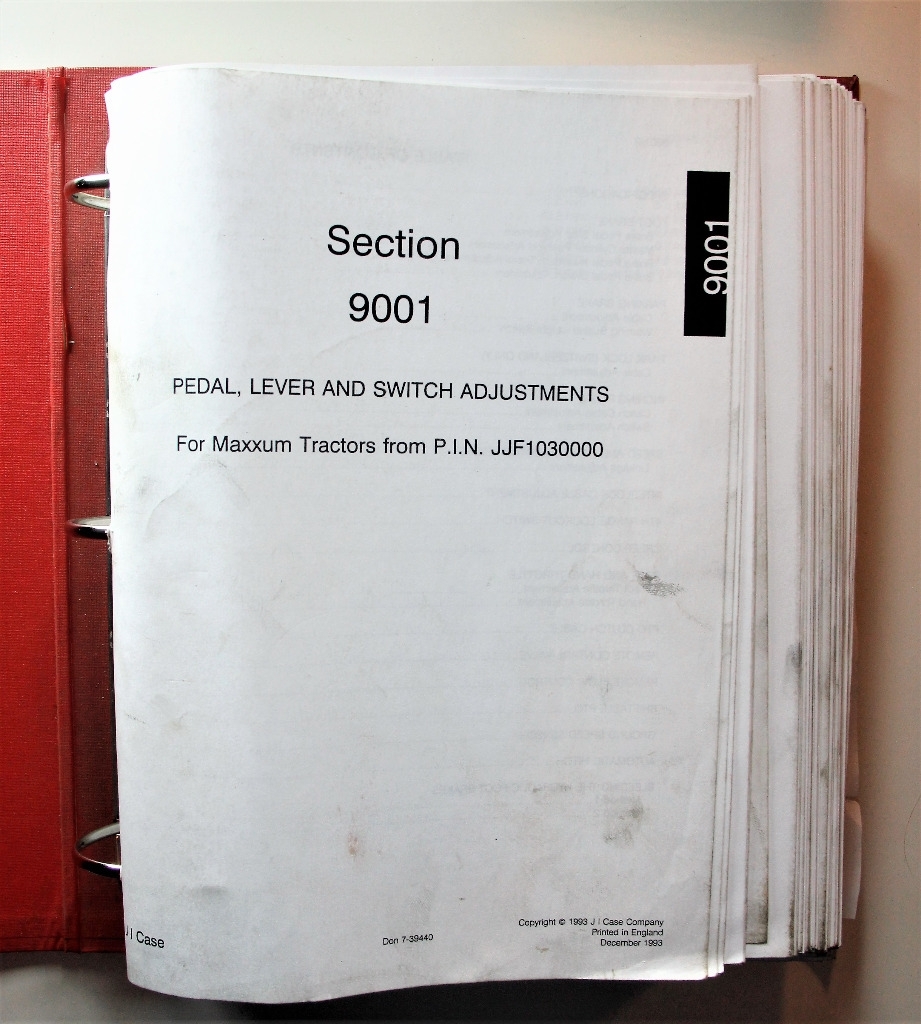 Section
9001
9001
PEDAL, LEVER AND SWITCH ADJUSTMENTS
For Maxxum Tractors from P.I.N. JJF1030000
J I Case
Don 7-39440
Copyright © 1993 J I Case Company
Printed in England
December 1993